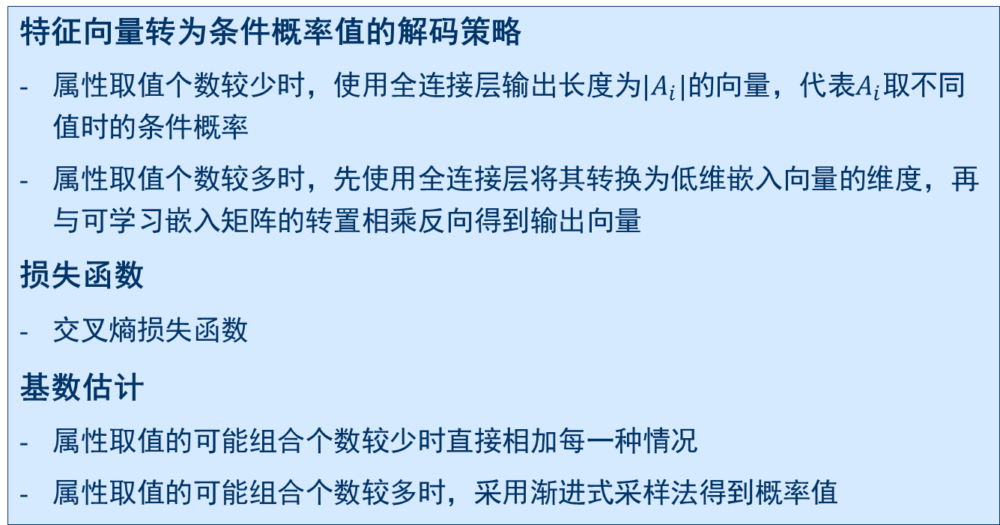 特征向量转为条件概率值的解码策略
- 属性取值个数较少时，使用全连接层输出长度为|𝐴𝑖|的向量，代表𝐴𝑖取不同
值时的条件概率
- 属性取值个数较多时，先使用全连接层将其转换为低维嵌入向量的维度，再
与可学习嵌入矩阵的转置相乘反向得到输出向量
损失函数
- 交叉熵损失函数
基数估计
- 属性取值的可能组合个数较少时直接相加每一种情况
- 属性取值的可能组合个数较多时，采用渐进式采样法得到概率值